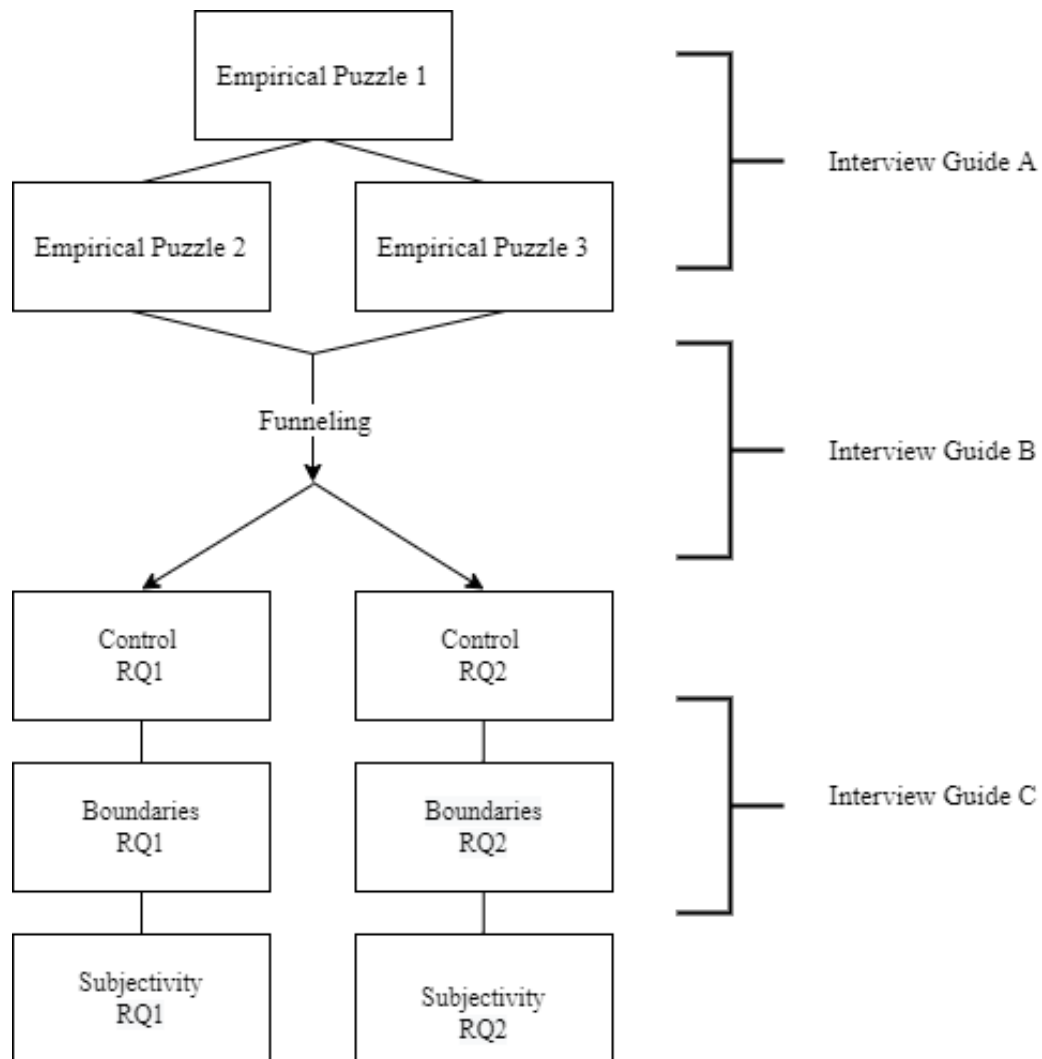 Empirical Puzzle 1
Interview Guide A
Empirical Puzzle 2
Empirical Puzzle 3
Funneling
Interview Guide B
Control
RQ1
Control
RQ2
Boundaries
RQ1
Boundaries
RQ2
Interview Guide C
Subjectivity
RQ1
Subjectivity
RQ2